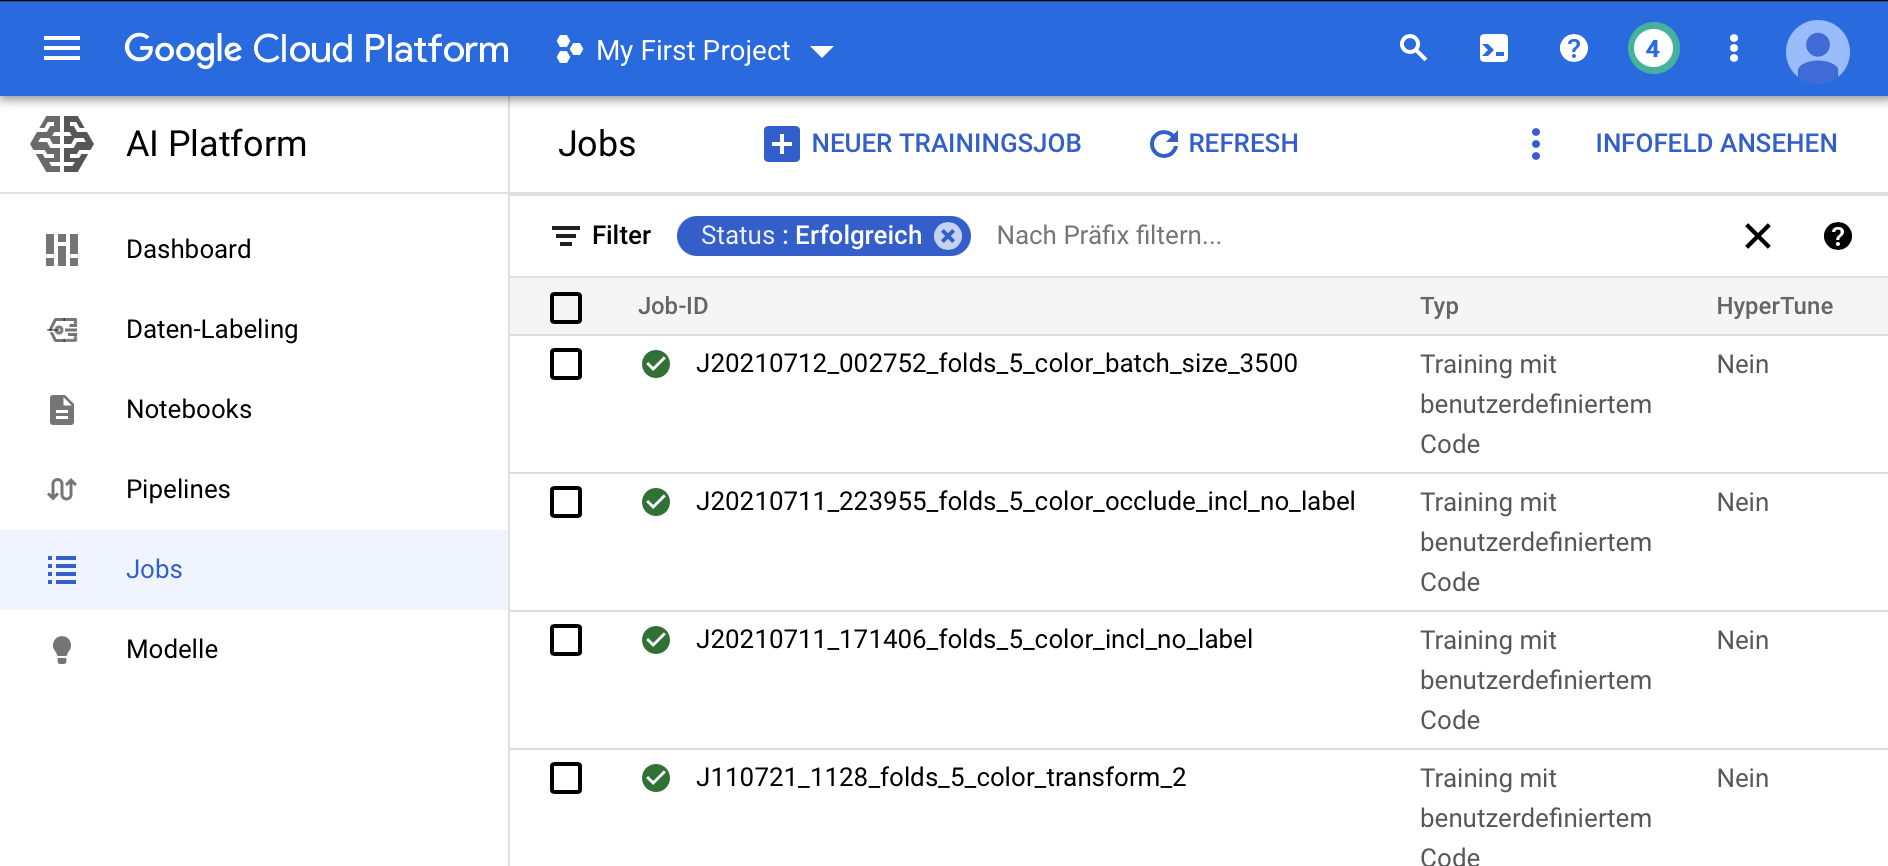 Google Cloud Platform My First Project 4
AI Platform
Jobs NEUER TRAININGSJOB REFRESH INFOFELD ANSEHEN
Dashboard
Daten-Labeling
Notebooks
Pipelines
Jobs
Modelle
Filter Status : Erfolgreich Nach Präfix filtern...
Job-ID Typ HyperTune
J20210712_002752_folds_5_color_batch_size_3500 Training mit Nein
benutzerdefiniertem
Code
J20210711_223955_folds_5_color_occlude_incl_no_label Training mit Nein
benutzerdefiniertem
Code
J20210711_171406_folds_5_color_incl_no_label Training mit Nein
benutzerdefiniertem
Code
J110721_1128_folds_5_color_transform_2 Training mit Nein
benutzerdefiniertem
Code